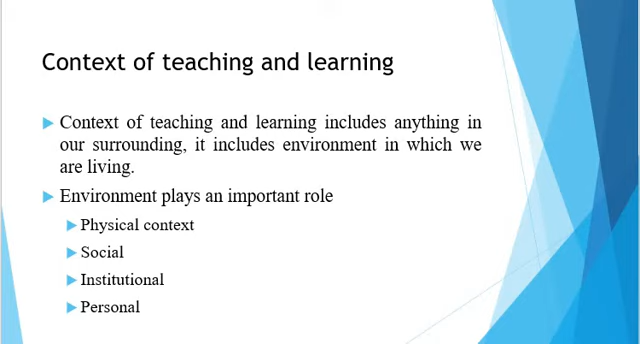 Context of teaching and learning
Context of teaching and learning includes anything in
our surrounding, it includes environment in which we
are living.
Environment plays an important role
Physical context
Social
Institutional
Personal